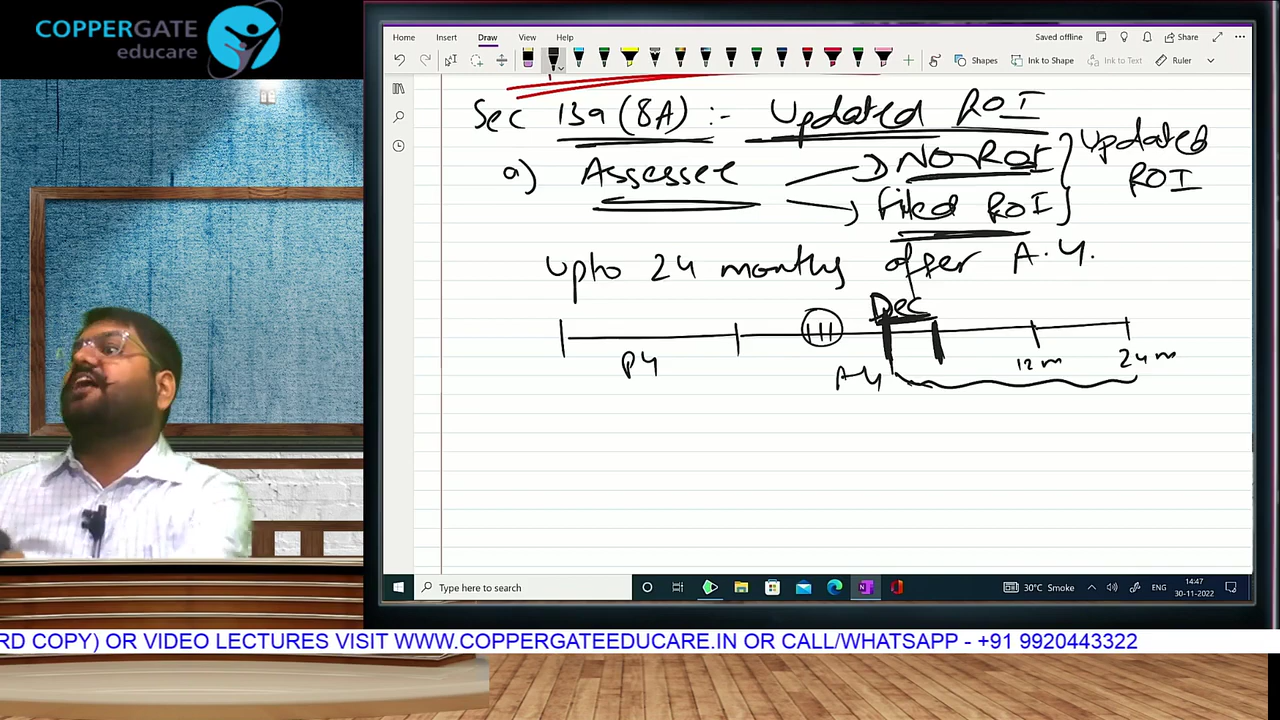 COPPERGATE
educare
Home Insert Draw View Help
Saved offline
Share
Shapes
Ink to Shape
Ink to Text
Ruler
Sec 139(8A) :- Updated ROI
a) Assessee
NO ROI
Filed ROI
Updated
ROI
upto 24 months after A.Y.
Dec
PY
AY
12m
24m
Type here to search
30°C Smoke
ENG
14:47
30-11-2022
RD COPY) OR VIDEO LECTURES VISIT WWW.COPPERGATEEDUCARE.IN OR CALL/WHATSAPP - +91 9920443322